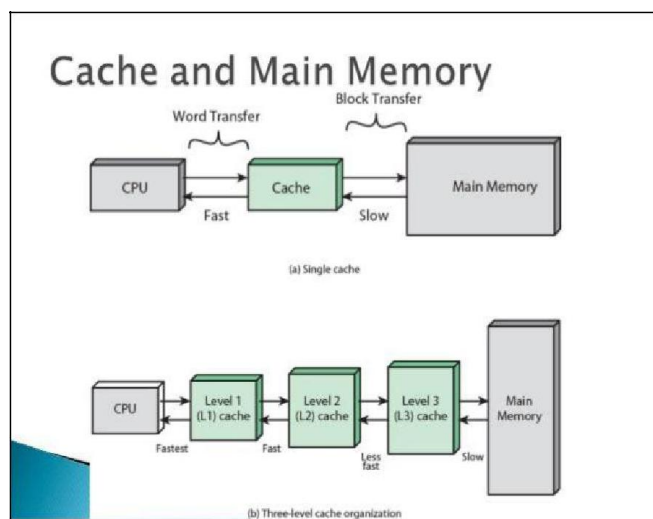 Cache and Main Memory
Block Transfer
Word Transfer
CPU
Cache
Main Memory
Fast
Slow
(a) Single cache
Level 1
(L1) cache
Level 2
(L2) cache
Level 3
(L3) cache
CPU
Main
Memory
Fastest
Fast
Less
fast
Slow
(b) Three-level cache organization